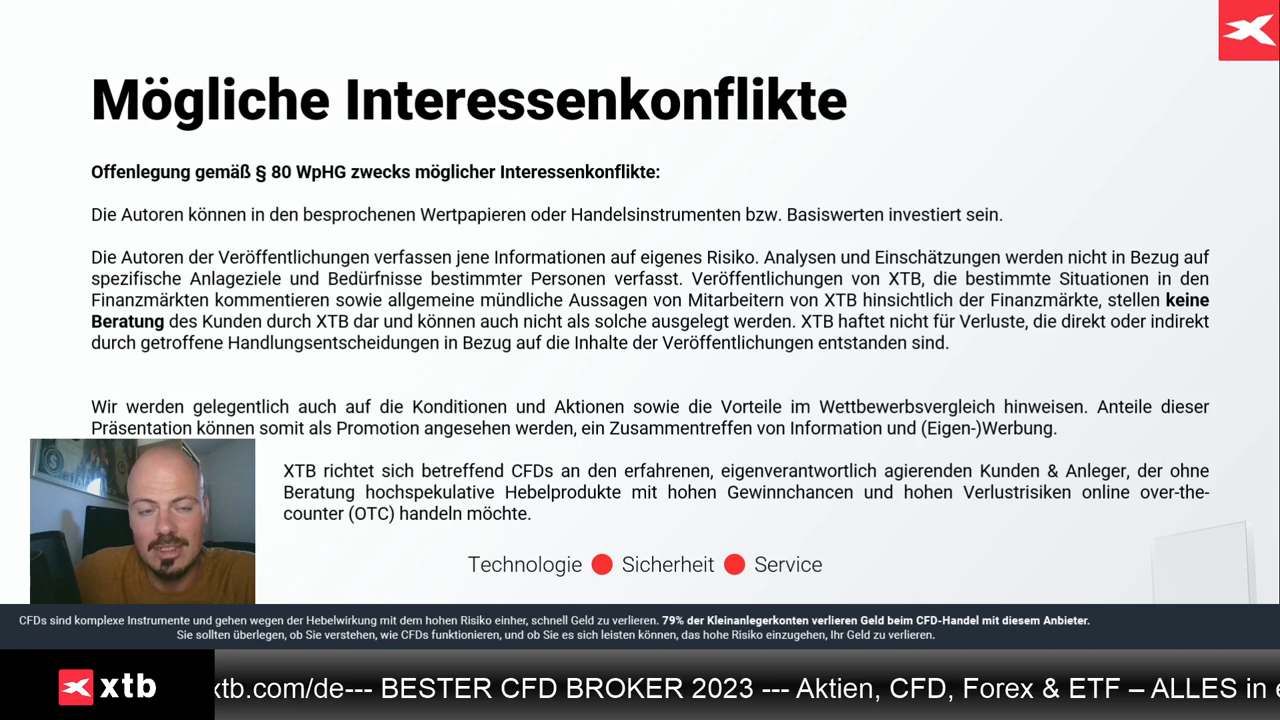 Mögliche Interessenkonflikte
Offenlegung gemäß § 80 WpHG zwecks möglicher Interessenkonflikte:
Die Autoren können in den besprochenen Wertpapieren oder Handelsinstrumenten bzw. Basiswerten investiert sein.
Die Autoren der Veröffentlichungen verfassen jene Informationen auf eigenes Risiko. Analysen und Einschätzungen werden nicht in Bezug auf
spezifische Anlageziele und Bedürfnisse bestimmter Personen verfasst. Veröffentlichungen von XTB, die bestimmte Situationen in den
Finanzmärkten kommentieren sowie allgemeine mündliche Aussagen von Mitarbeitern von XTB hinsichtlich der Finanzmärkte, stellen keine
Beratung des Kunden durch XTB dar und können auch nicht als solche ausgelegt werden. XTB haftet nicht für Verluste, die direkt oder indirekt
durch getroffene Handlungsentscheidungen in Bezug auf die Inhalte der Veröffentlichungen entstanden sind.
Wir werden gelegentlich auch auf die Konditionen und Aktionen sowie die Vorteile im Wettbewerbsvergleich hinweisen. Anteile dieser
Präsentation können somit als Promotion angesehen werden, ein Zusammentreffen von Information und (Eigen-)Werbung.
XTB richtet sich betreffend CFDs an den erfahrenen, eigenverantwortlich agierenden Kunden & Anleger, der ohne
Beratung hochspekulative Hebelprodukte mit hohen Gewinnchancen und hohen Verlustrisiken online over-the-
counter (OTC) handeln möchte.
Technologie Sicherheit Service
CFDs sind komplexe Instrumente und gehen wegen der Hebelwirkung mit dem hohen Risiko einher, schnell Geld zu verlieren. 79% der Kleinanlegerkonten verlieren Geld beim CFD-Handel mit diesem Anbieter.
Sie sollten überlegen, ob Sie verstehen, wie CFDs funktionieren, und ob Sie es sich leisten können, das hohe Risiko einzugehen, Ihr Geld zu verlieren.
xtb xtb.com/de--- BESTER CFD BROKER 2023 --- Aktien, CFD, Forex & ETF – ALLES in e